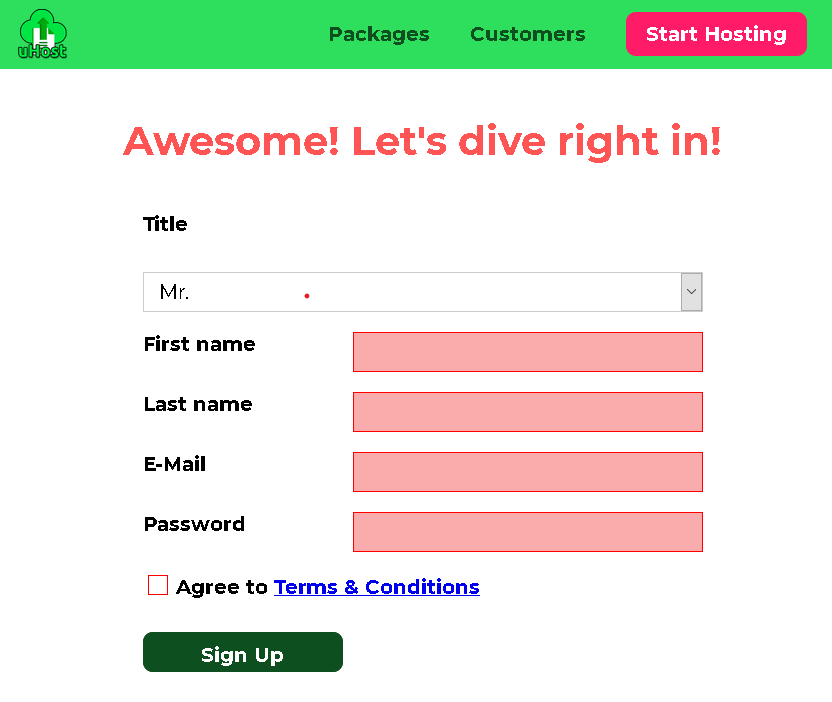 uHost
Packages Customers Start Hosting
Awesome! Let's dive right in!
Title
Mr.
First name
Last name
E-Mail
Password
Agree to Terms & Conditions
Sign Up